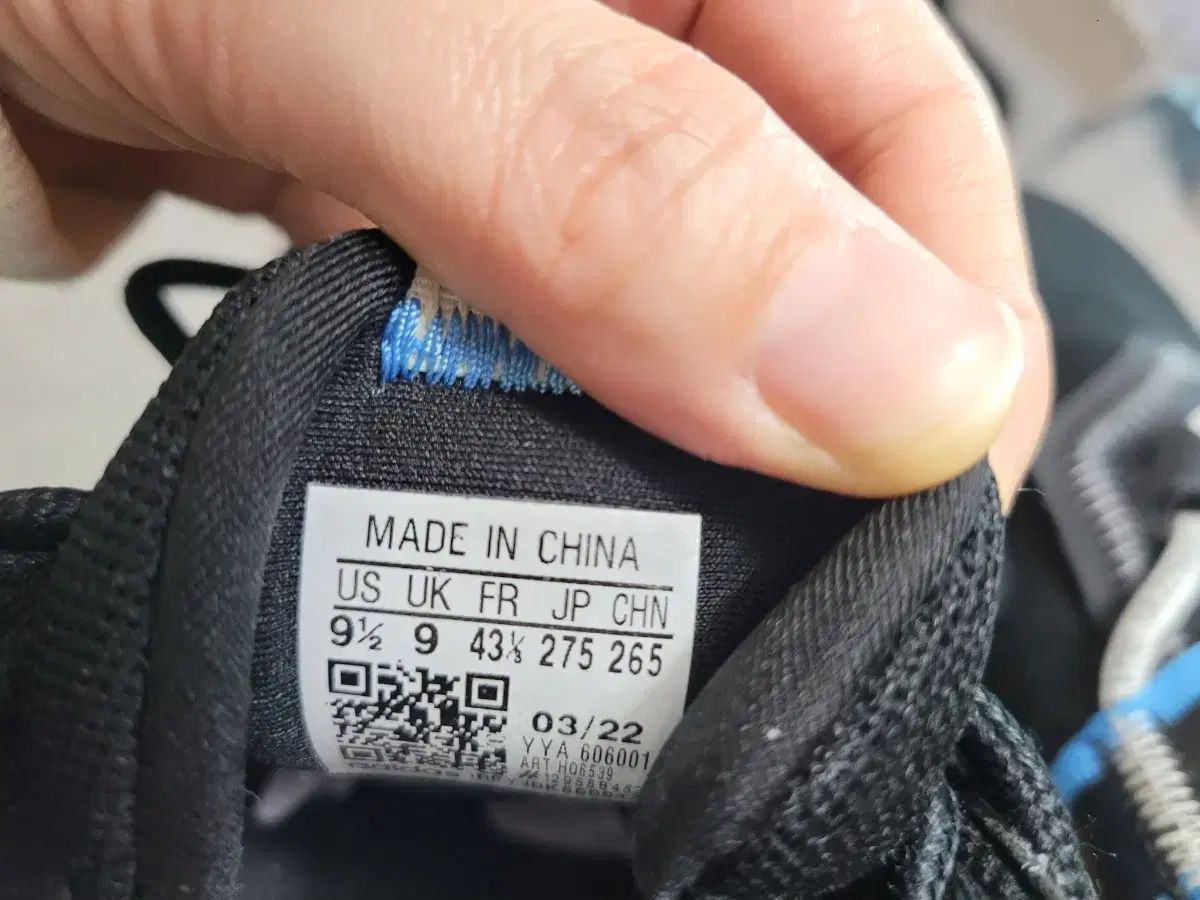 MADE IN CHINA
US UK FR JP CHN
9½ 9 43⅓ 275 265
03/22
YYA 606001
ART HQ6539